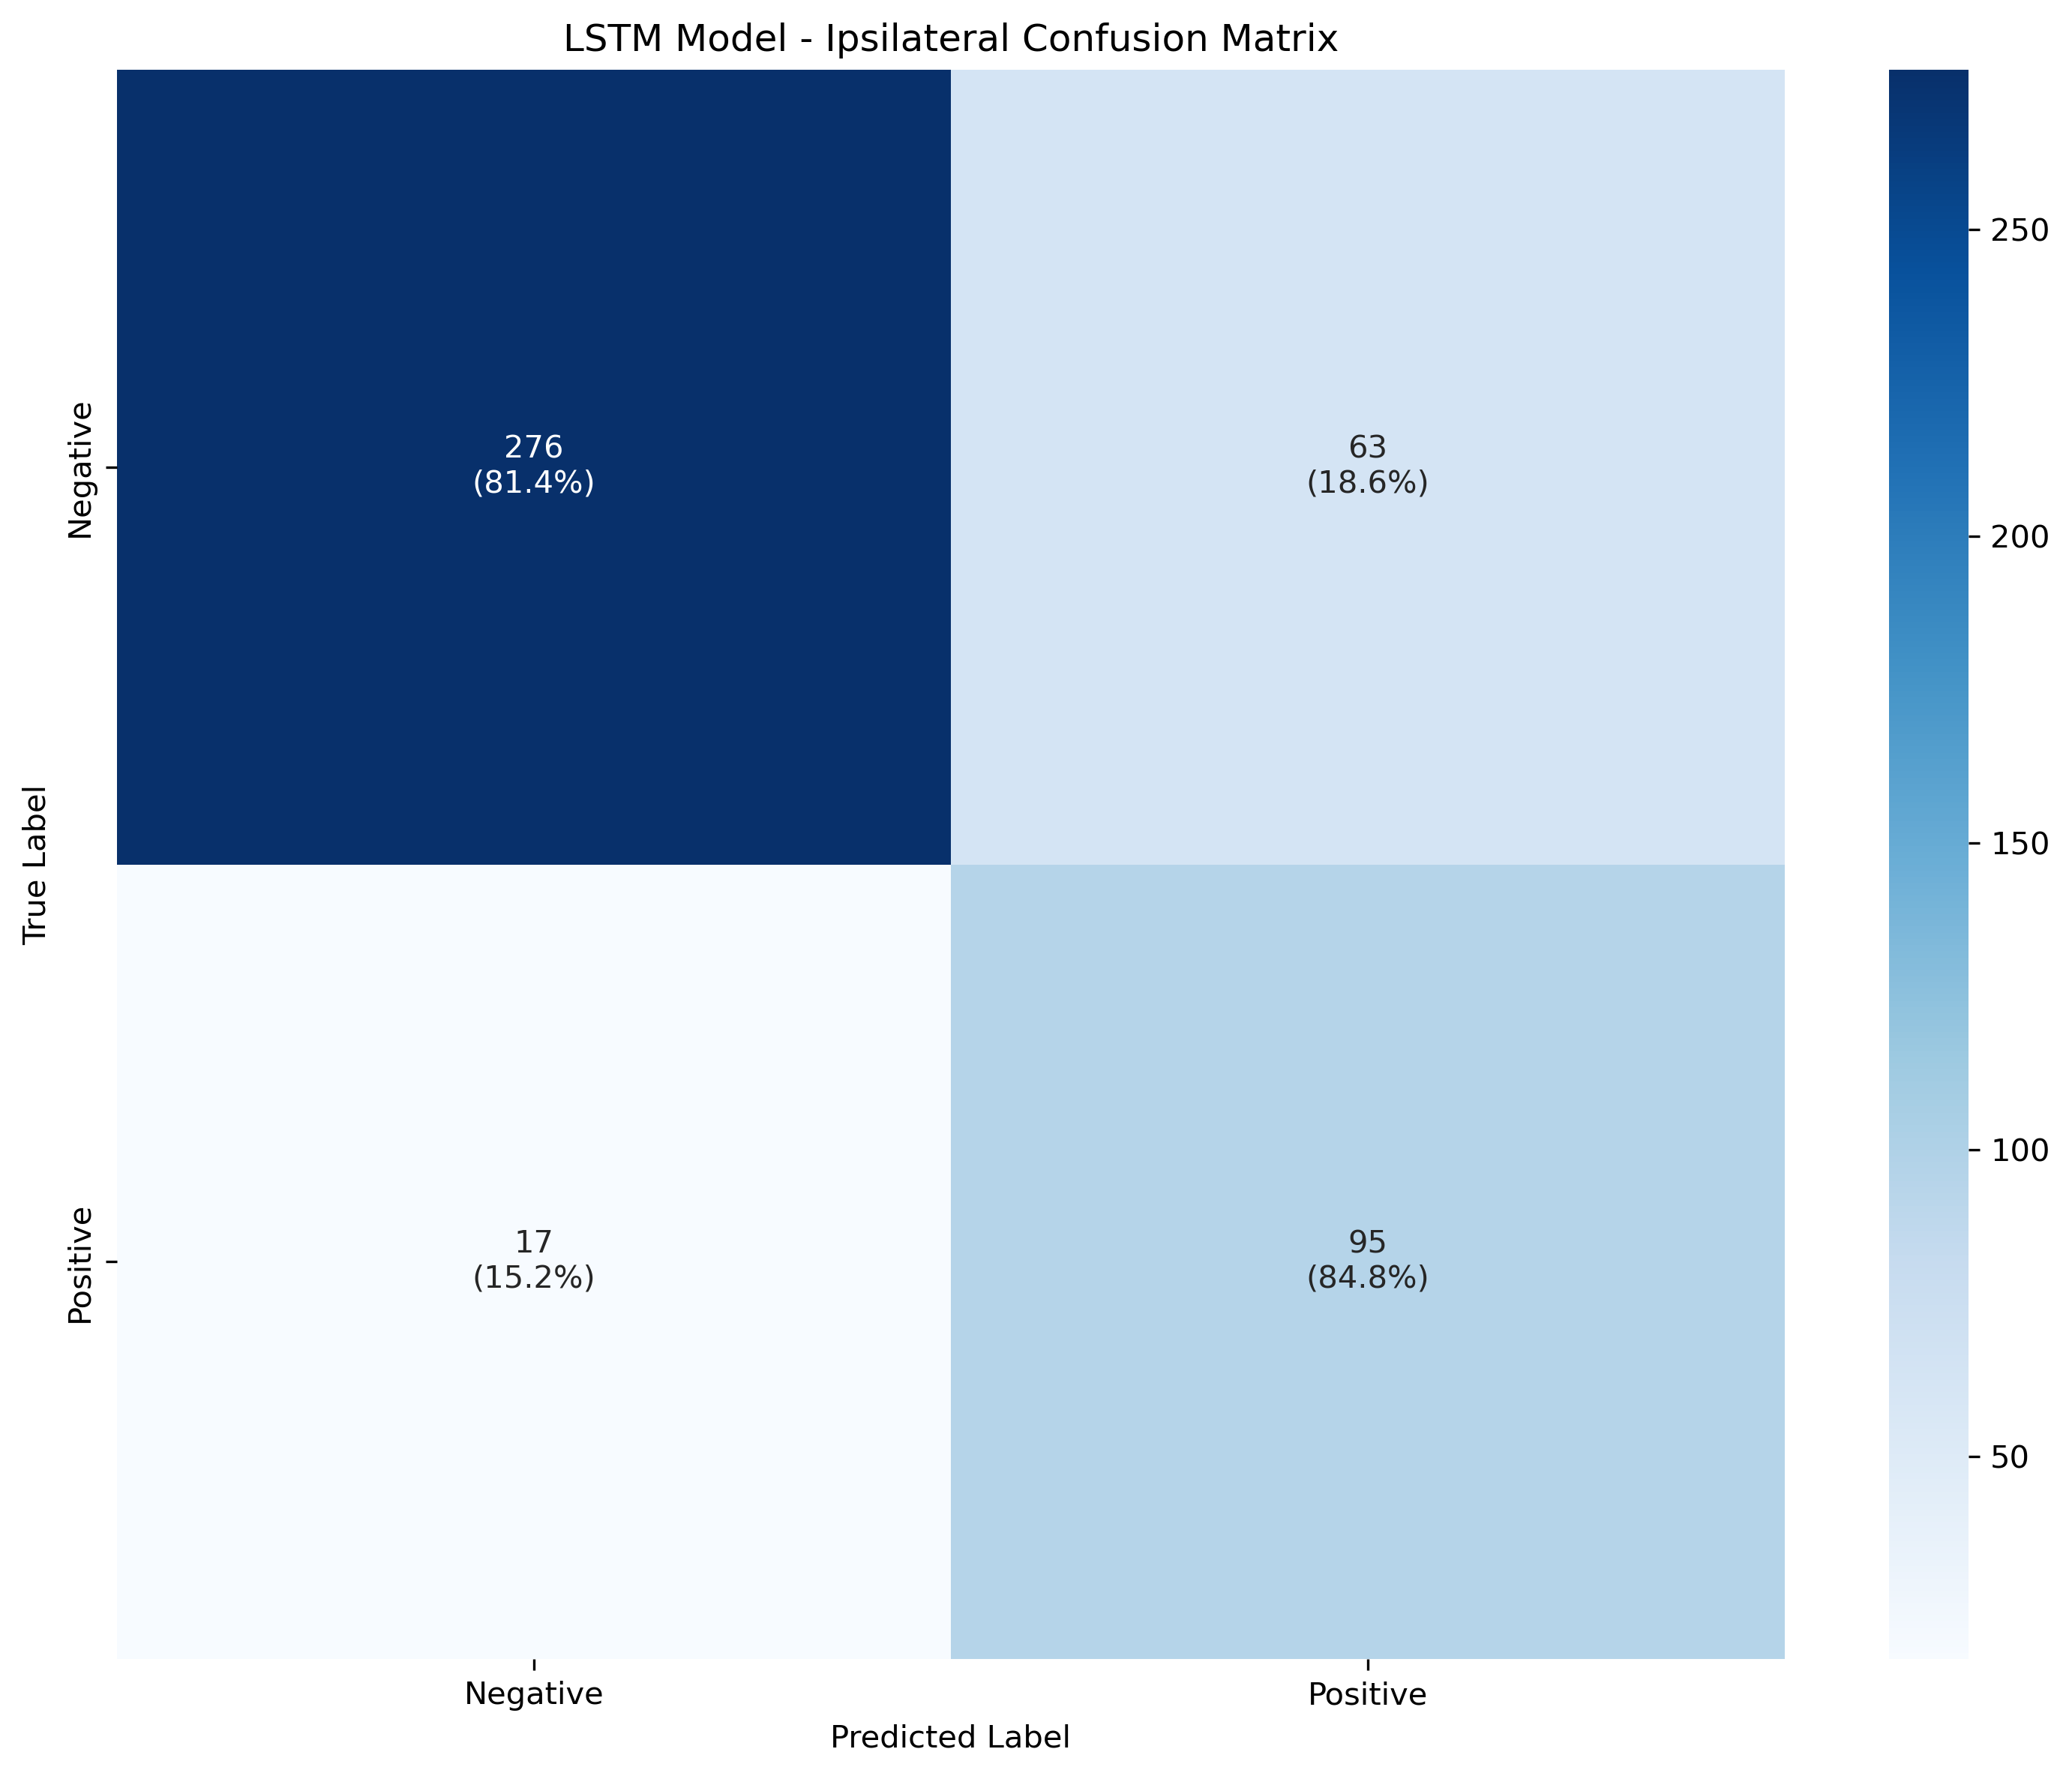 LSTM Model - Ipsilateral Confusion Matrix
True Label
Negative
276
(81.4%)
63
(18.6%)
Positive
17
(15.2%)
95
(84.8%)
Negative
Positive
Predicted Label
250
200
150
100
50